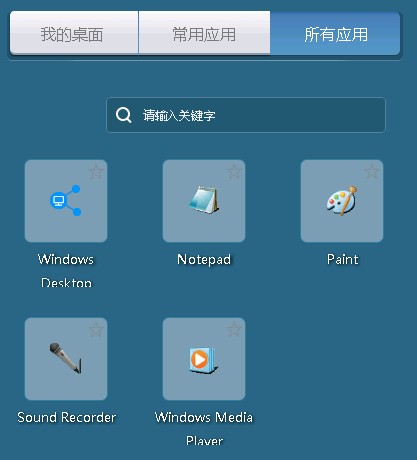 我的桌面
常用应用
所有应用
请输入关键字
Windows
Desktop
Notepad
Paint
Sound Recorder
Windows Media
Player